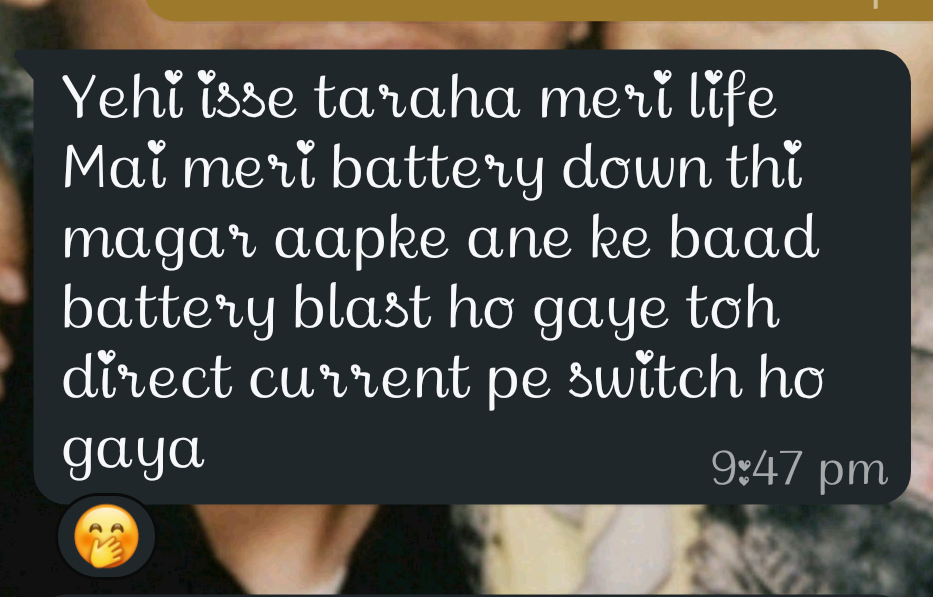 Yehi isse taraha meri life
Mai meri battery down thi
magar aapke ane ke baad
battery blast ho gaye toh
direct current pe switch ho
gaya
9:47 pm